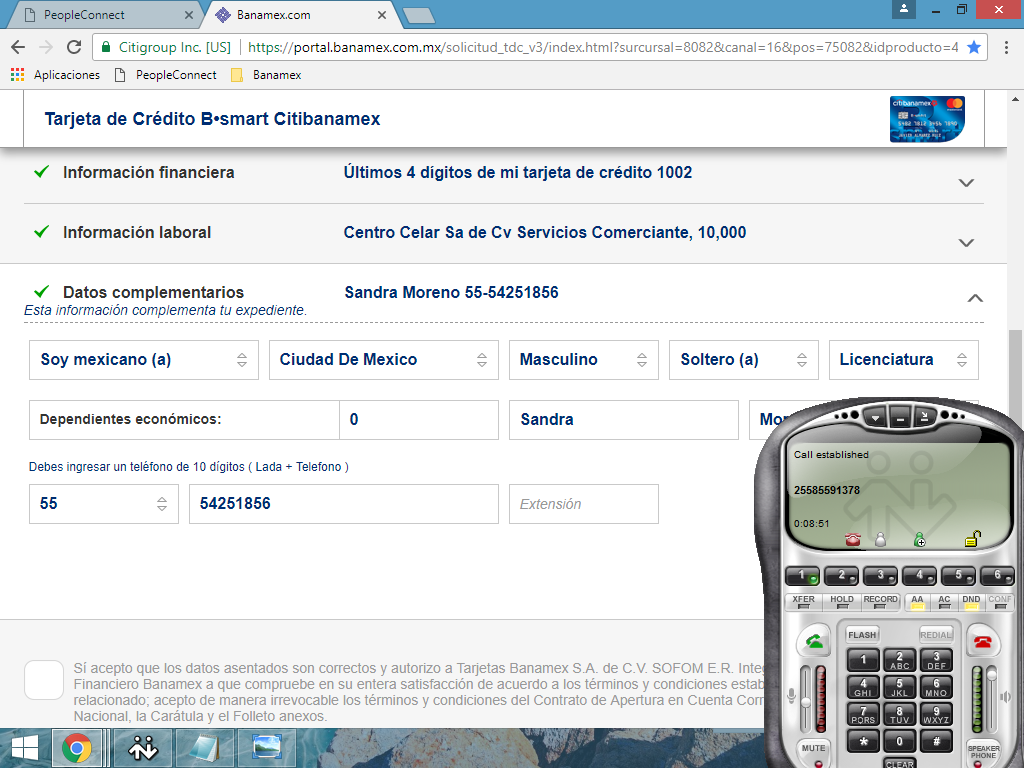 PeopleConnect
Banamex.com
Citigroup Inc. [US]
https://portal.banamex.com.mx/solicitud_tdc_v3/index.html?surcursal=8082&canal=16&pos=75082&idproducto=4
Aplicaciones
PeopleConnect
Banamex
Tarjeta de Crédito B•smart Citibanamex
citibanamex
Información financiera
Últimos 4 dígitos de mi tarjeta de crédito 1002
Información laboral
Centro Celar Sa de Cv Servicios Comerciante, 10,000
Datos complementarios
Sandra Moreno 55-54251856
Esta información complementa tu expediente.
Soy mexicano (a)
Ciudad De Mexico
Masculino
Soltero (a)
Licenciatura
Dependientes económicos:
0
Sandra
Mor
Debes ingresar un teléfono de 10 dígitos ( Lada + Telefono )
55
54251856
Extensión
Call established
25585591378
0:08:51
1 2 3 4 5 6
XFER HOLD RECORD AA AC DND CONF
FLASH REDIAL
1 2 ABC 3 DEF
4 GHI 5 JKL 6 MNO
7 PQRS 8 TUV 9 WXYZ
* 0 #
MUTE CLEAR SPEAKER PHONE
Sí acepto que los datos asentados son correctos y autorizo a Tarjetas Banamex S.A. de C.V. SOFOM E.R. Inte
Financiero Banamex a que compruebe en su entera satisfacción de acuerdo a los términos y condiciones estab
relacionado; acepto de manera irrevocable los términos y condiciones del Contrato de Apertura en Cuenta Cor
Nacional, la Carátula y el Folleto anexos.